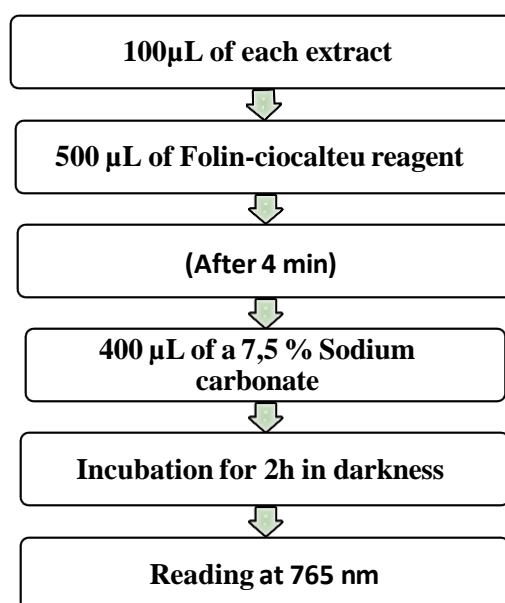 100µL of each extract
500 µL of Folin-ciocalteu reagent
(After 4 min)
400 µL of a 7,5 % Sodium
carbonate
Incubation for 2h in darkness
Reading at 765 nm